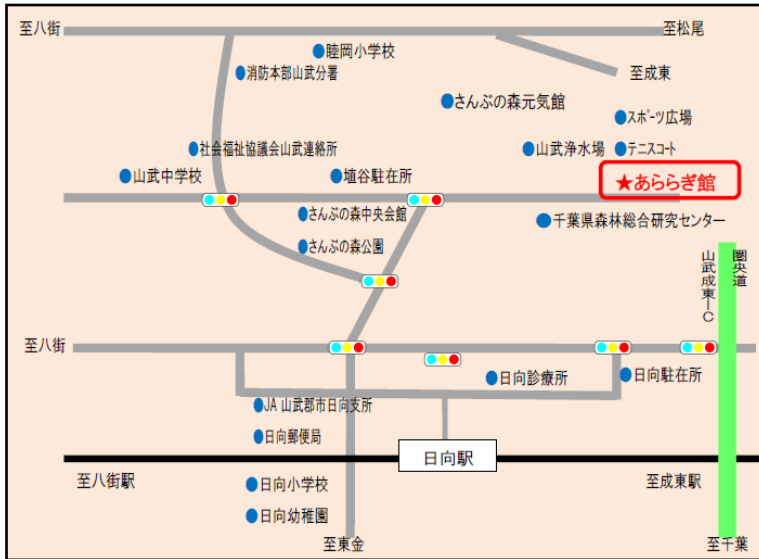 至八街
至松尾
睦岡小学校
消防本部山武分署
至成東
さんぶの森元気館
スポーツ広場
社会福祉協議会山武連絡所
山武浄水場
テニスコート
山武中学校
埴谷駐在所
★あららぎ館
さんぶの森中央会館
千葉県森林総合研究センター
さんぶの森公園
圏央道
山武成東IC
至八街
日向診療所
日向駐在所
JA 山武郡市日向支所
日向郵便局
日向駅
至八街駅
日向小学校
至成東駅
日向幼稚園
至東金
至千葉